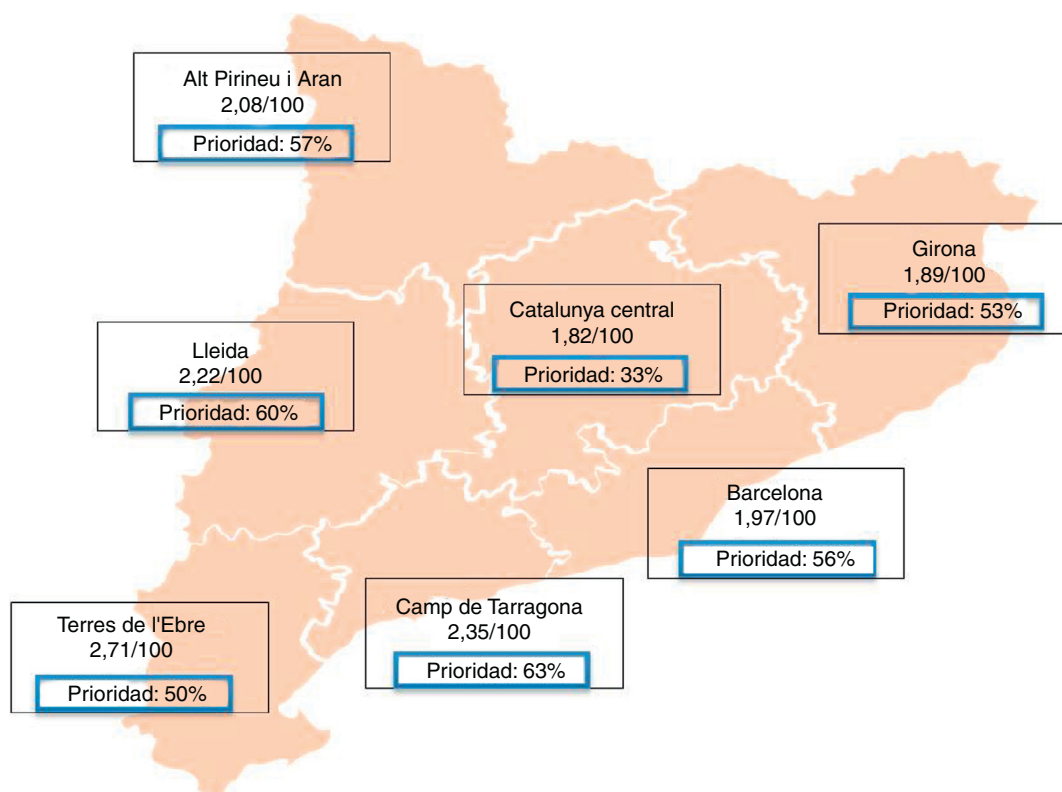 Alt Pirineu i Aran
2,08/100
Prioridad: 57%
Girona
1,89/100
Prioridad: 53%
Catalunya central
1,82/100
Prioridad: 33%
Lleida
2,22/100
Prioridad: 60%
Barcelona
1,97/100
Prioridad: 56%
Camp de Tarragona
2,35/100
Prioridad: 63%
Terres de l'Ebre
2,71/100
Prioridad: 50%